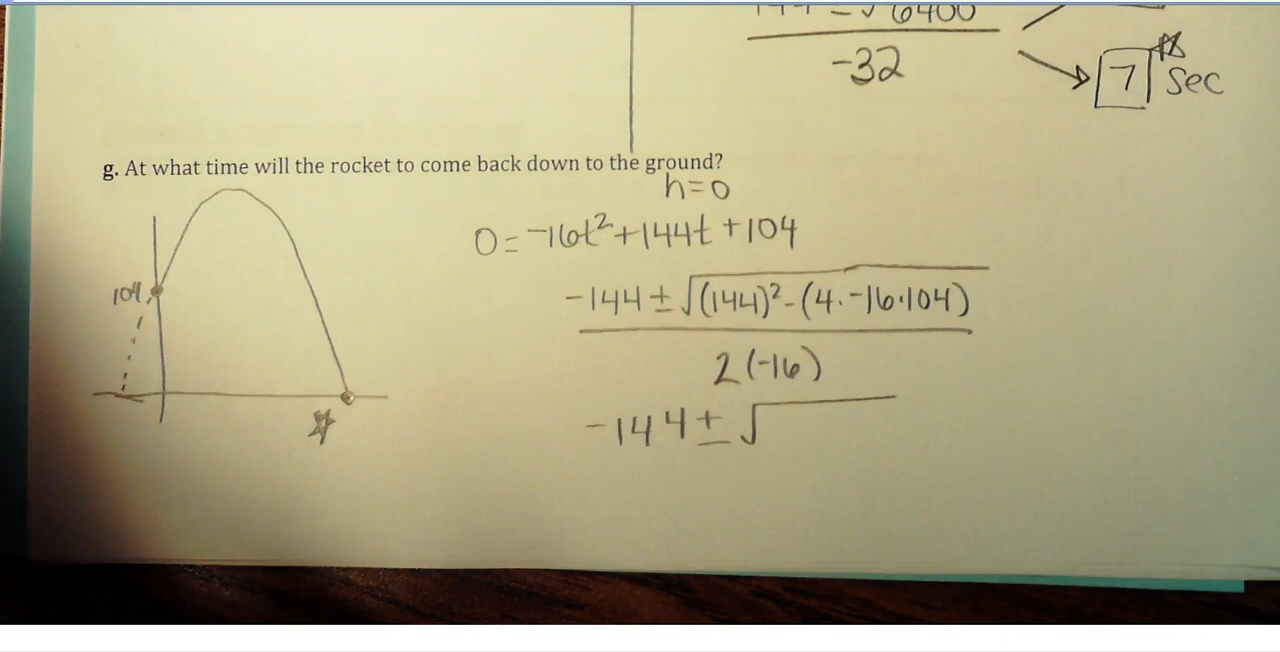 √6400
-32
7 sec
g. At what time will the rocket to come back down to the ground?
h=0
0=-16t²+144t+104
104
-144±√(144)²-(4·-16·104)
2(-16)
-144±√